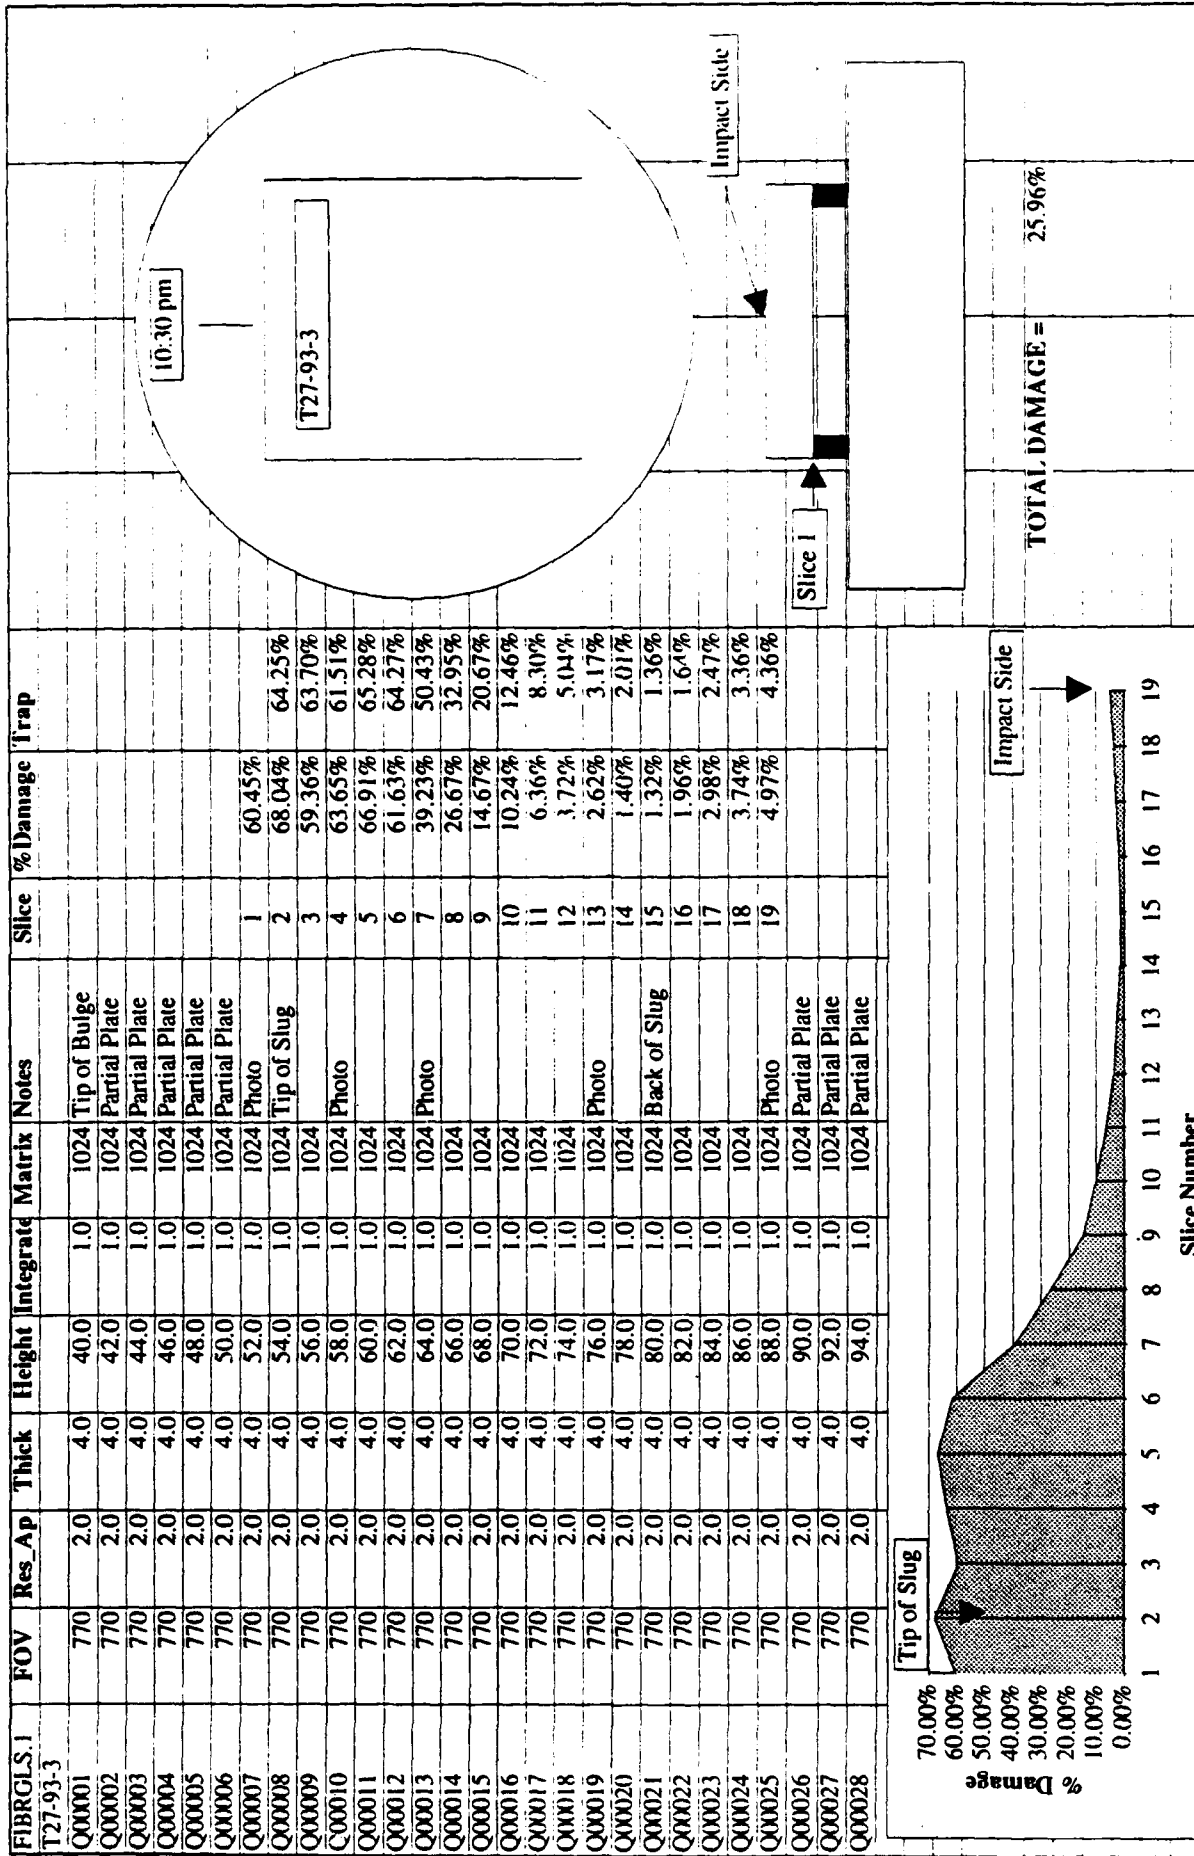 FIBRGLS.1 FOV Res_Ap Thick Height Integrate Matrix Notes Slice %Damage Trap
T27-93-3
Q00001 770 2.0 4.0 40.0 1.0 1024 Tip of Bulge
Q00002 770 2.0 4.0 42.0 1.0 1024 Partial Plate
Q00003 770 2.0 4.0 44.0 1.0 1024 Partial Plate
Q00004 770 2.0 4.0 46.0 1.0 1024 Partial Plate
Q00005 770 2.0 4.0 48.0 1.0 1024 Partial Plate
Q00006 770 2.0 4.0 50.0 1.0 1024 Partial Plate
Q00007 770 2.0 4.0 52.0 1.0 1024 Photo 1 60.45%
Q00008 770 2.0 4.0 54.0 1.0 1024 Tip of Slug 2 68.04% 64.25%
Q00009 770 2.0 4.0 56.0 1.0 1024 3 59.36% 63.70%
Q00010 770 2.0 4.0 58.0 1.0 1024 Photo 4 63.65% 61.51%
Q00011 770 2.0 4.0 60.0 1.0 1024 5 66.91% 65.28%
Q00012 770 2.0 4.0 62.0 1.0 1024 6 61.63% 64.27%
Q00013 770 2.0 4.0 64.0 1.0 1024 Photo 7 39.23% 50.43%
Q00014 770 2.0 4.0 66.0 1.0 1024 8 26.67% 32.95%
Q00015 770 2.0 4.0 68.0 1.0 1024 9 14.67% 20.67%
Q00016 770 2.0 4.0 70.0 1.0 1024 10 10.24% 12.46%
Q00017 770 2.0 4.0 72.0 1.0 1024 11 6.36% 8.30%
Q00018 770 2.0 4.0 74.0 1.0 1024 12 3.72% 5.04%
Q00019 770 2.0 4.0 76.0 1.0 1024 Photo 13 2.62% 3.17%
Q00020 770 2.0 4.0 78.0 1.0 1024 14 1.40% 2.01%
Q00021 770 2.0 4.0 80.0 1.0 1024 Back of Slug 15 1.32% 1.36%
Q00022 770 2.0 4.0 82.0 1.0 1024 16 1.96% 1.64%
Q00023 770 2.0 4.0 84.0 1.0 1024 17 2.98% 2.47%
Q00024 770 2.0 4.0 86.0 1.0 1024 18 3.74% 3.36%
Q00025 770 2.0 4.0 88.0 1.0 1024 Photo 19 4.97% 4.36%
Q00026 770 2.0 4.0 90.0 1.0 1024 Partial Plate
Q00027 770 2.0 4.0 92.0 1.0 1024 Partial Plate
Q00028 770 2.0 4.0 94.0 1.0 1024 Partial Plate
10:30 pm
T27-93-3
Impact Side
Slice 1
TOTAL DAMAGE = 25.96%
Tip of Slug
Impact Side
% Damage
70.00%
60.00%
50.00%
40.00%
30.00%
20.00%
10.00%
0.00%
1 2 3 4 5 6 7 8 9 10 11 12 13 14 15 16 17 18 19
Slice Number